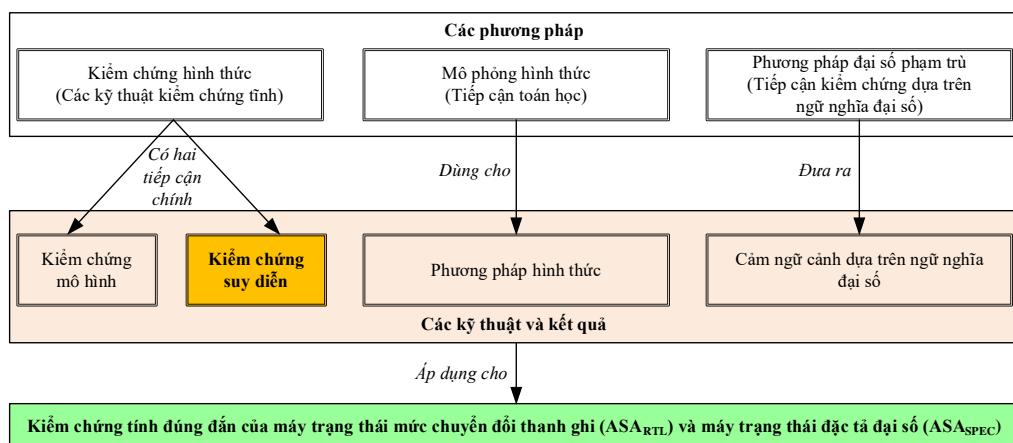 Các phương pháp
Kiểm chứng hình thức
(Các kỹ thuật kiểm chứng tĩnh)
Mô phỏng hình thức
(Tiếp cận toán học)
Phương pháp đại số phạm trù
(Tiếp cận kiểm chứng dựa trên
ngữ nghĩa đại số)
Có hai
tiếp cận
chính
Dùng cho
Đưa ra
Kiểm chứng
mô hình
Kiểm chứng
suy diễn
Phương pháp hình thức
Cảm ngữ cảnh dựa trên ngữ nghĩa
đại số
Các kỹ thuật và kết quả
Áp dụng cho
Kiểm chứng tính đúng đắn của máy trạng thái mức chuyển đổi thanh ghi (ASARTL) và máy trạng thái đặc tả đại số (ASASPEC)